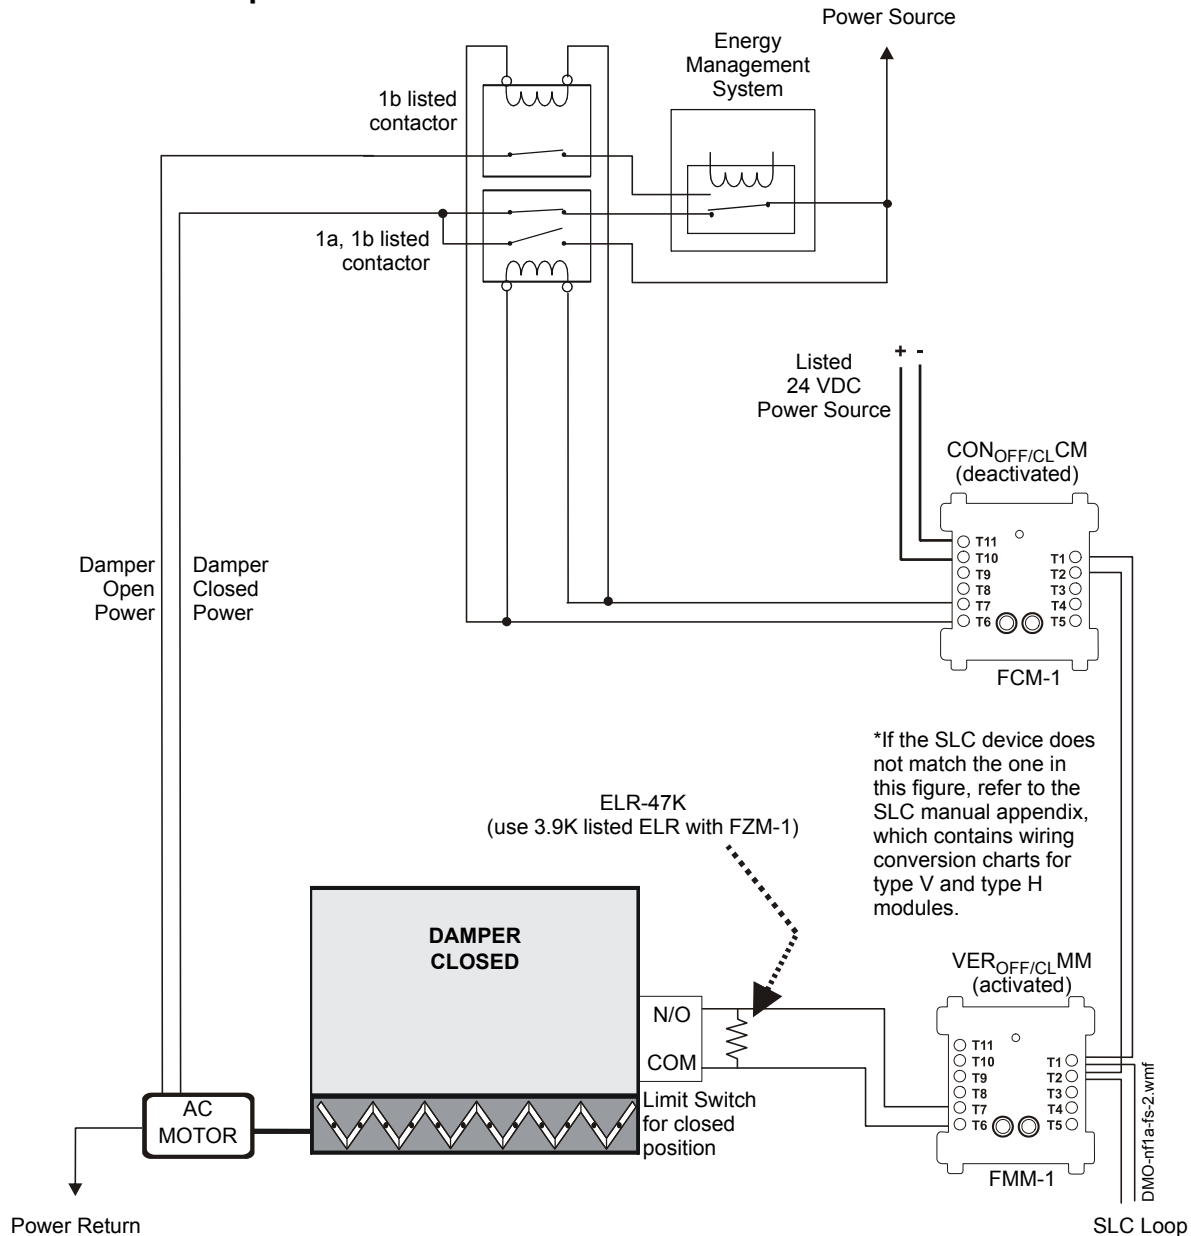 Power Source
Energy
Management
System
1b listed
contactor
1a, 1b listed
contactor
+ -
Listed
24 VDC
Power Source
CONOFF/CLCM
(deactivated)
T11
T10
T9
T8
T7
T6
T1
T2
T3
T4
T5
FCM-1
Damper
Open
Power
Damper
Closed
Power
*If the SLC device does
not match the one in
this figure, refer to the
SLC manual appendix,
which contains wiring
conversion charts for
type V and type H
modules.
ELR-47K
(use 3.9K listed ELR with FZM-1)
DAMPER
CLOSED
N/O
COM
Limit Switch
for closed
position
VEROFF/CLMM
(activated)
T11
T10
T9
T8
T7
T6
T1
T2
T3
T4
T5
FMM-1
AC
MOTOR
Power Return
SLC Loop
DMO-nf1a-fs-2.wmf